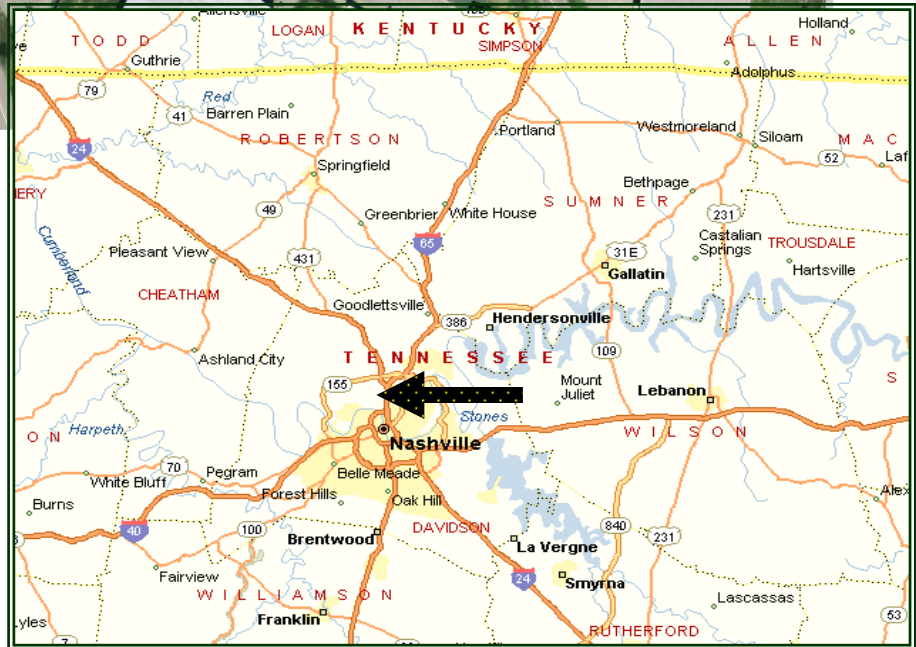 Allensville
Holland
LOGAN
KENTUCKY
TODD
ALLEN
SIMPSON
Guthrie
Adolphus
79
Red
41
Barren Plain
Portland
Westmoreland
Siloam
ROBERTSON
MAC
24
52
Laf
Springfield
Bethpage
IERY
SUMNER
49
Greenbrier
White House
231
Castalian
Springs
TROUSDALE
Cumberland
65
31E
Pleasant View
431
Gallatin
Hartsville
CHEATHAM
Goodlettsville
386
Hendersonville
109
TENNESSEE
Ashland City
S
155
Mount
Juliet
Lebanon
Stones
ON
Harpeth
Nashville
WILSON
70
Pegram
Belle Meade
White Bluff
Forest Hills
Alex
Burns
Oak Hill
40
100
DAVIDSON
840
Brentwood
231
La Vergne
Fairview
24
Smyrna
WILLIAMSON
Lascassas
Franklin
53
Lyles
RUTHERFORD
7